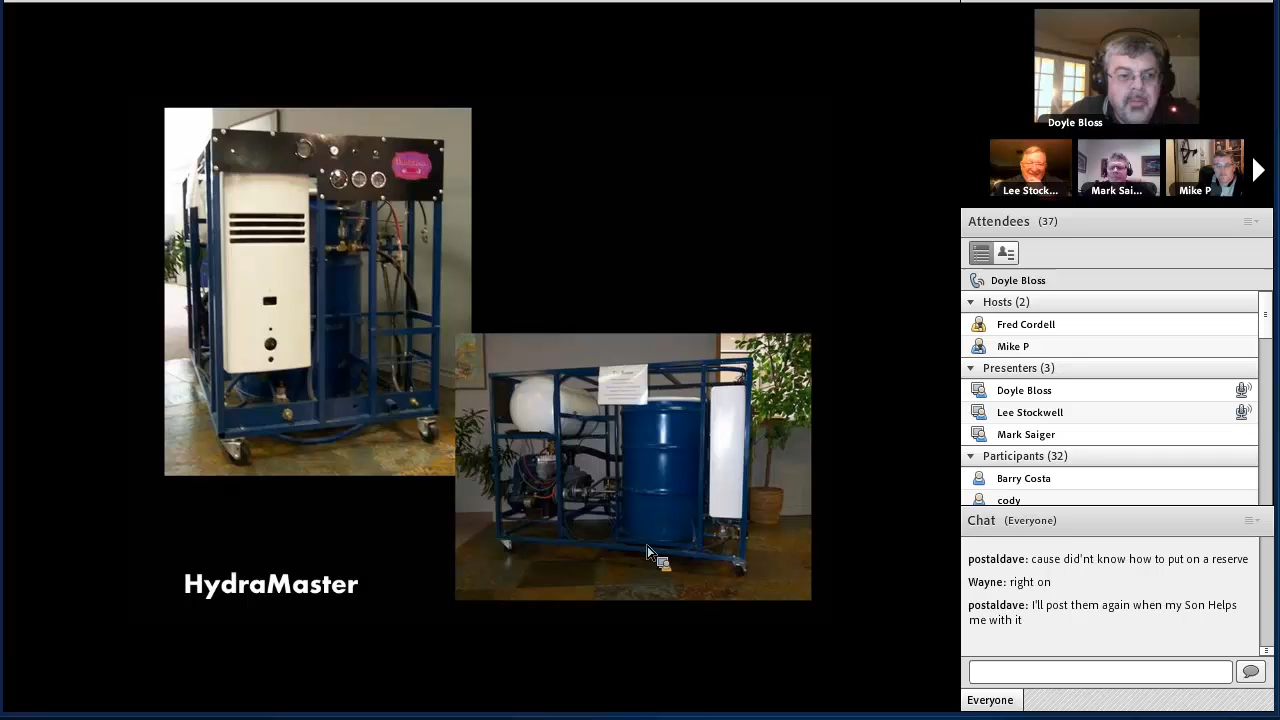 HydraMaster
Doyle Bloss
Lee Stock...
Mark Sai...
Mike P
Attendees (37)
Doyle Bloss
Hosts (2)
Fred Cordell
Mike P
Presenters (3)
Doyle Bloss
Lee Stockwell
Mark Saiger
Participants (32)
Barry Costa
cody
Chat (Everyone)
postaldave: cause did'nt know how to put on a reserve
Wayne: right on
postaldave: I'll post them again when my Son Helps
me with it
Everyone